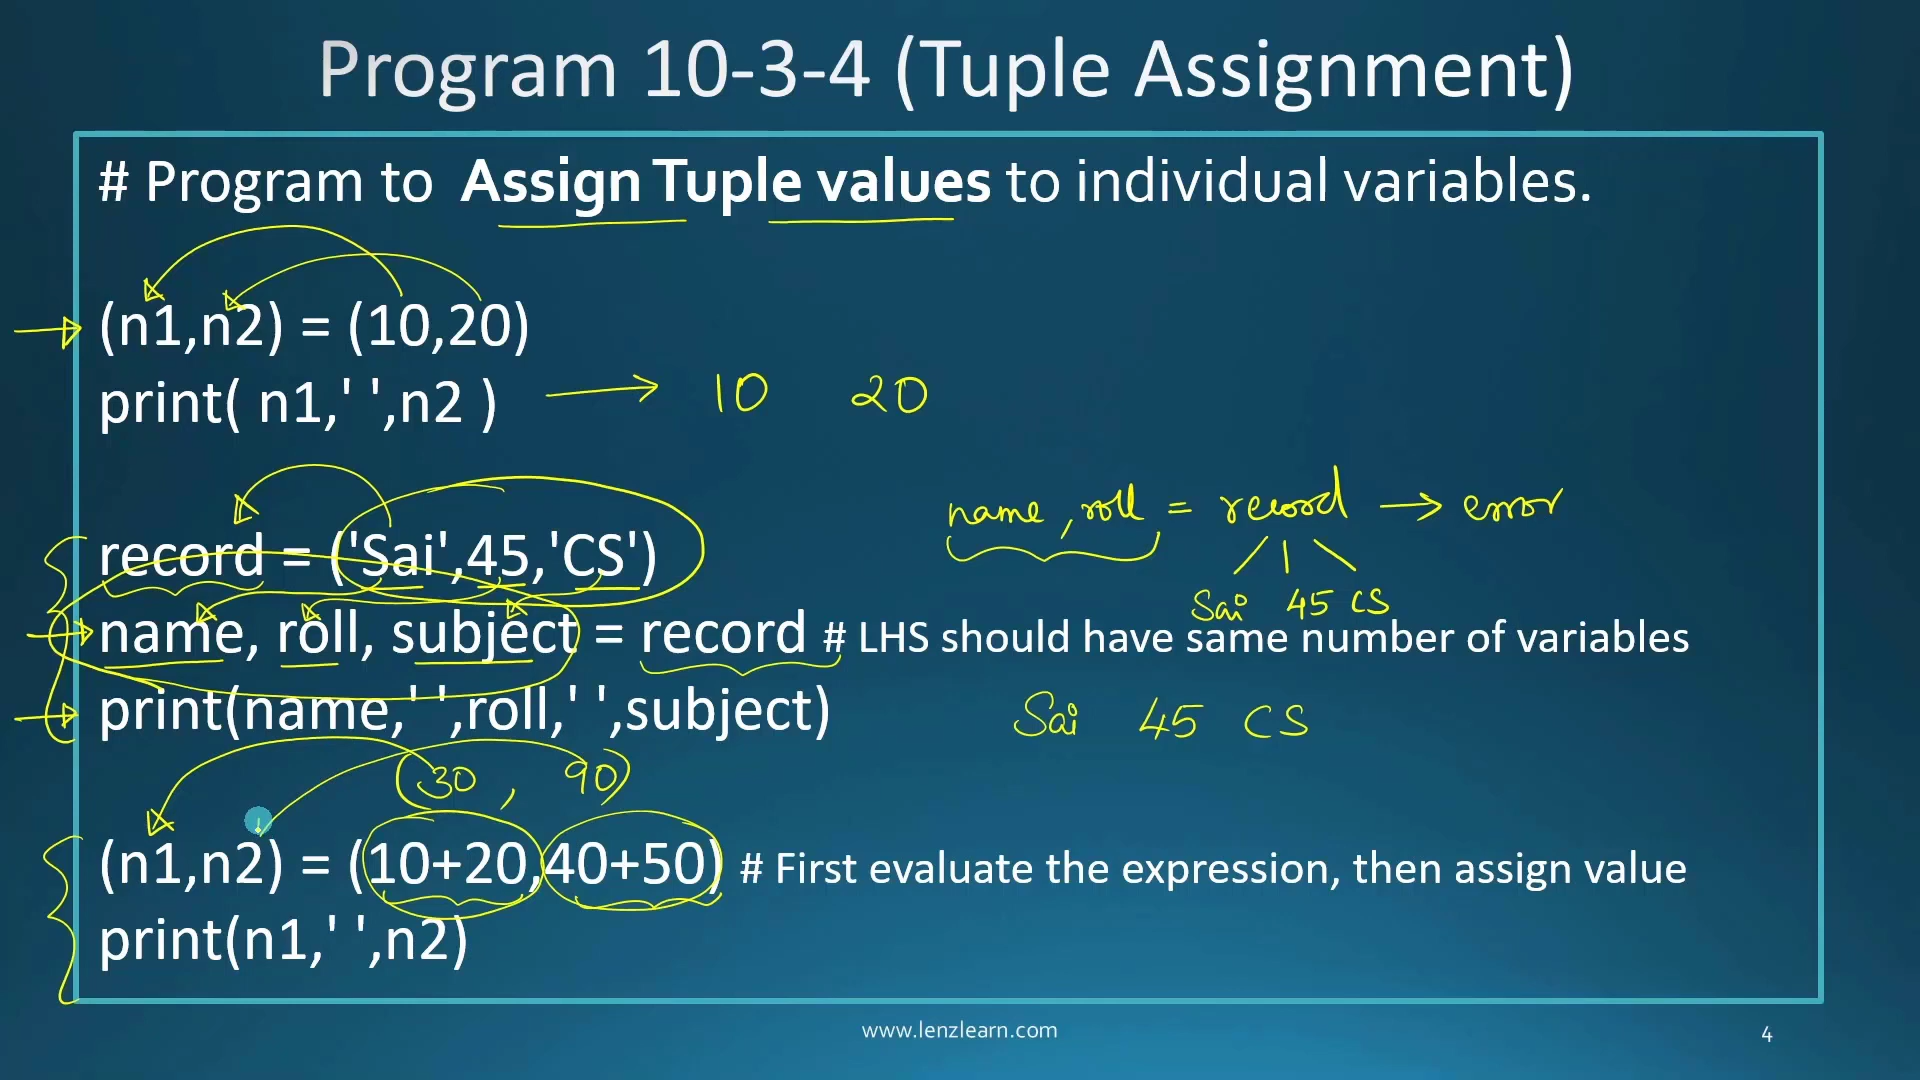 Program 10-3-4 (Tuple Assignment)
# Program to Assign Tuple values to individual variables.
(n1,n2) = (10,20)
print( n1,' ',n2 ) 10 20
name, roll = record → error
record = ('Sai',45,'CS')
Sai 45 CS
name, roll, subject = record # LHS should have same number of variables
print(name,' ',roll,' ',subject) Sai 45 CS
(30, 90)
(n1,n2) = (10+20,40+50) # First evaluate the expression, then assign value
print(n1,' ',n2)
www.lenzlearn.com 4